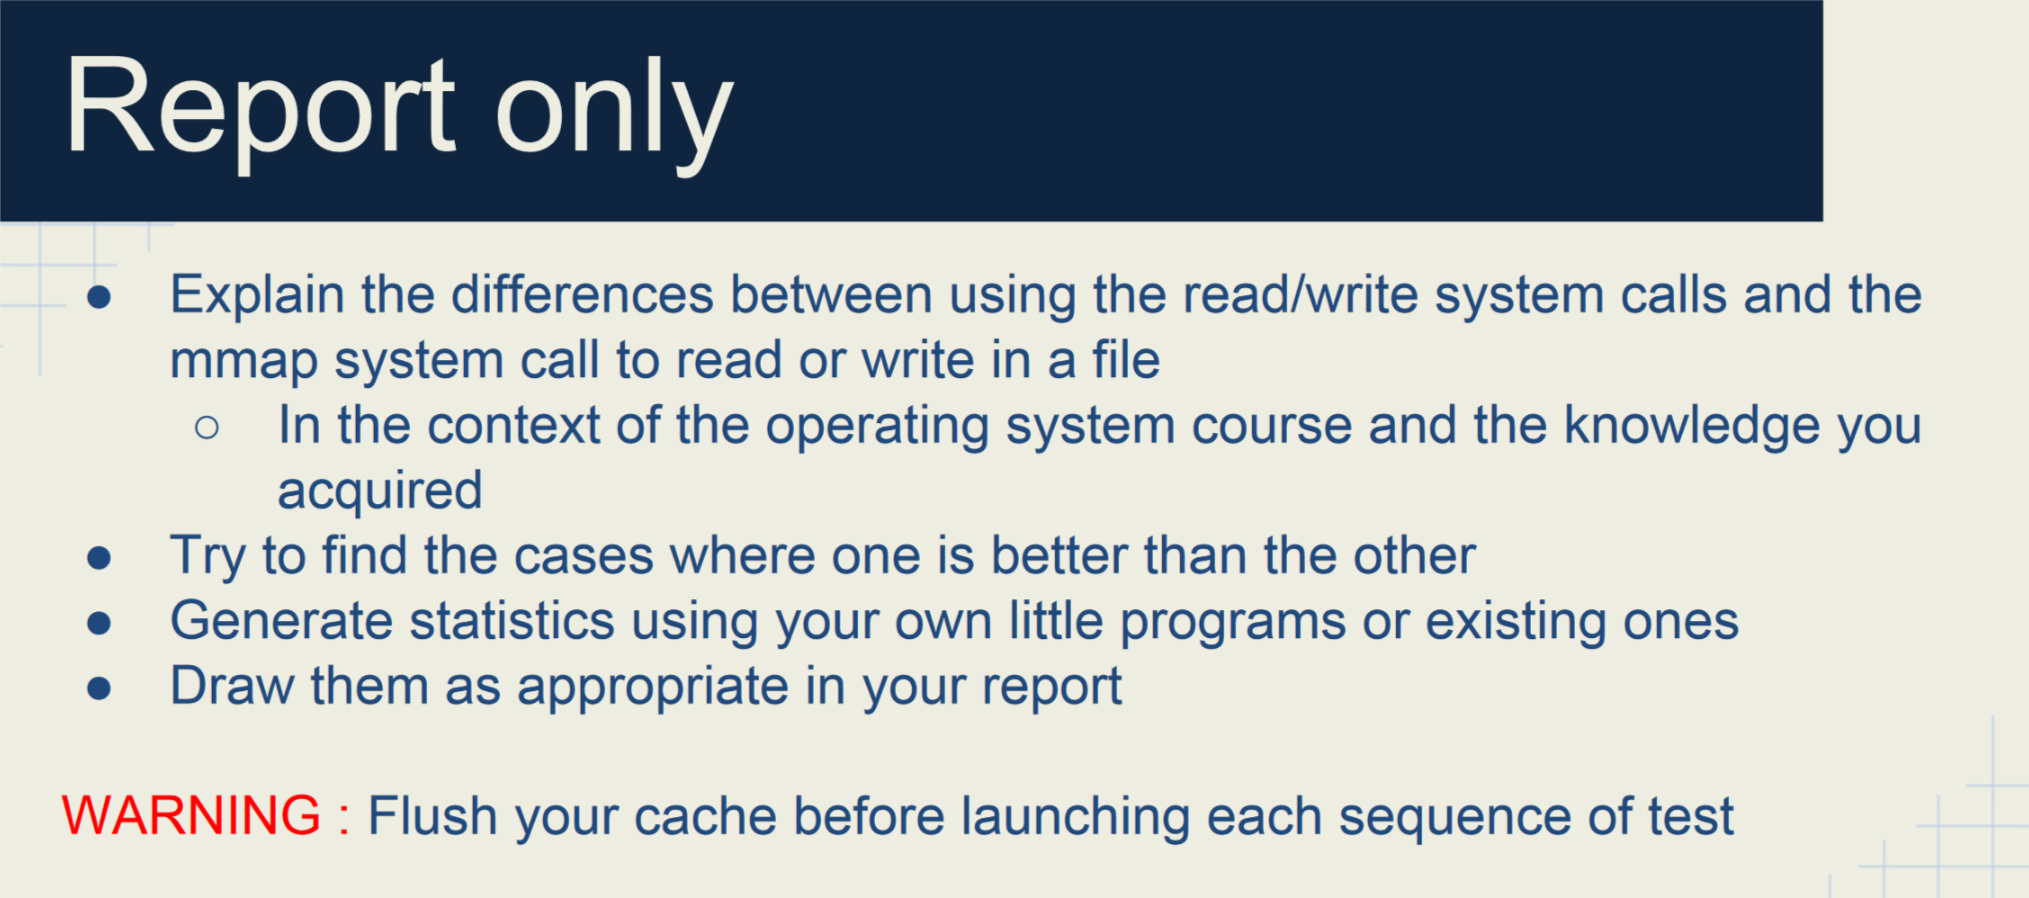 Report only
● Explain the differences between using the read/write system calls and the
mmap system call to read or write in a file
○ In the context of the operating system course and the knowledge you
acquired
● Try to find the cases where one is better than the other
● Generate statistics using your own little programs or existing ones
● Draw them as appropriate in your report
WARNING : Flush your cache before launching each sequence of test